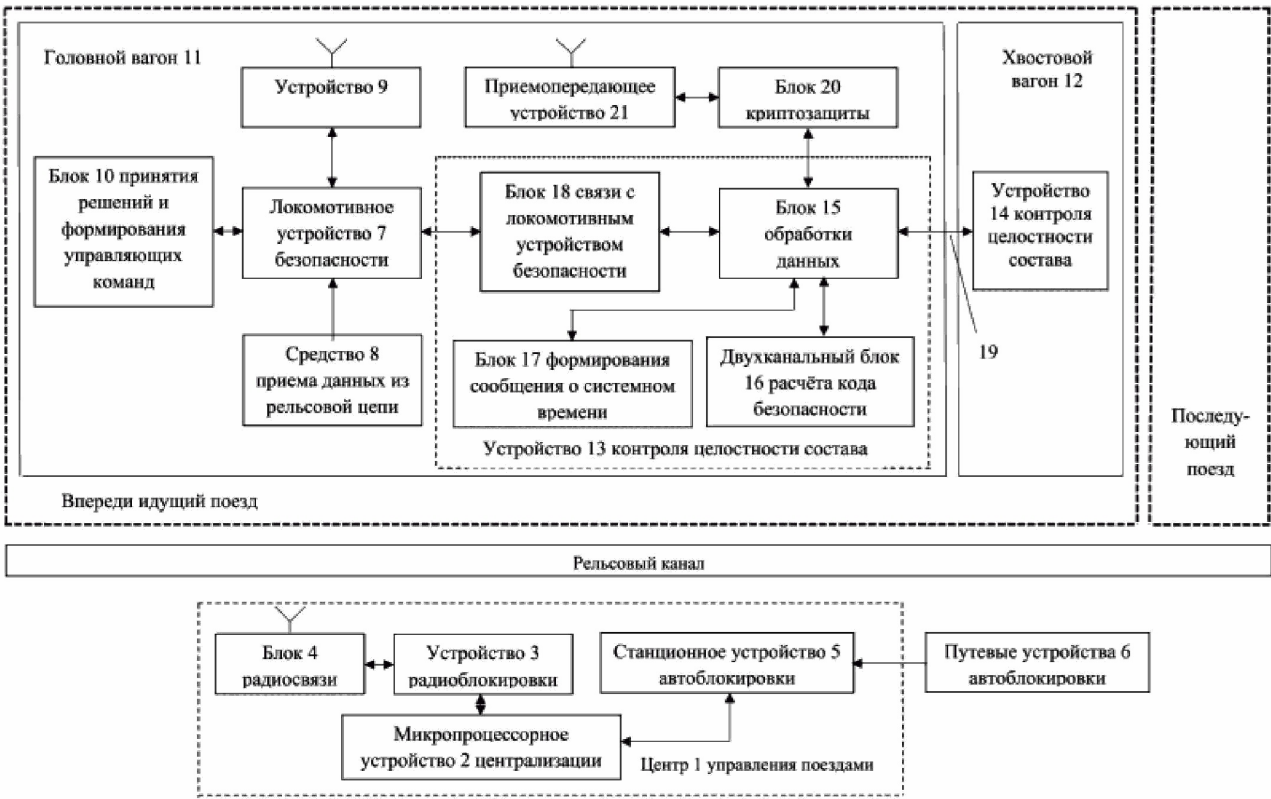 Головной вагон 11
Устройство 9
Приемопередающее
устройство 21
Блок 20
криптозащиты
Хвостовой
вагон 12
Блок 10 принятия
решений и
формирования
управляющих
команд
Локомотивное
устройство 7
безопасности
Блок 18 связи с
локомотивным
устройством
безопасности
Блок 15
обработки
данных
Устройство
14 контроля
целостности
состава
19
Средство 8
приема данных из
рельсовой цепи
Блок 17 формирования
сообщения о системном
времени
Двухканальный блок
16 расчёта кода
безопасности
Устройство 13 контроля целостности состава
Впереди идущий поезд
Последу-
ющий
поезд
Рельсовый канал
Блок 4
радиосвязи
Устройство 3
радиоблокировки
Станционное устройство 5
автоблокировки
Путевые устройства 6
автоблокировки
Микропроцессорное
устройство 2 централизации
Центр 1 управления поездами